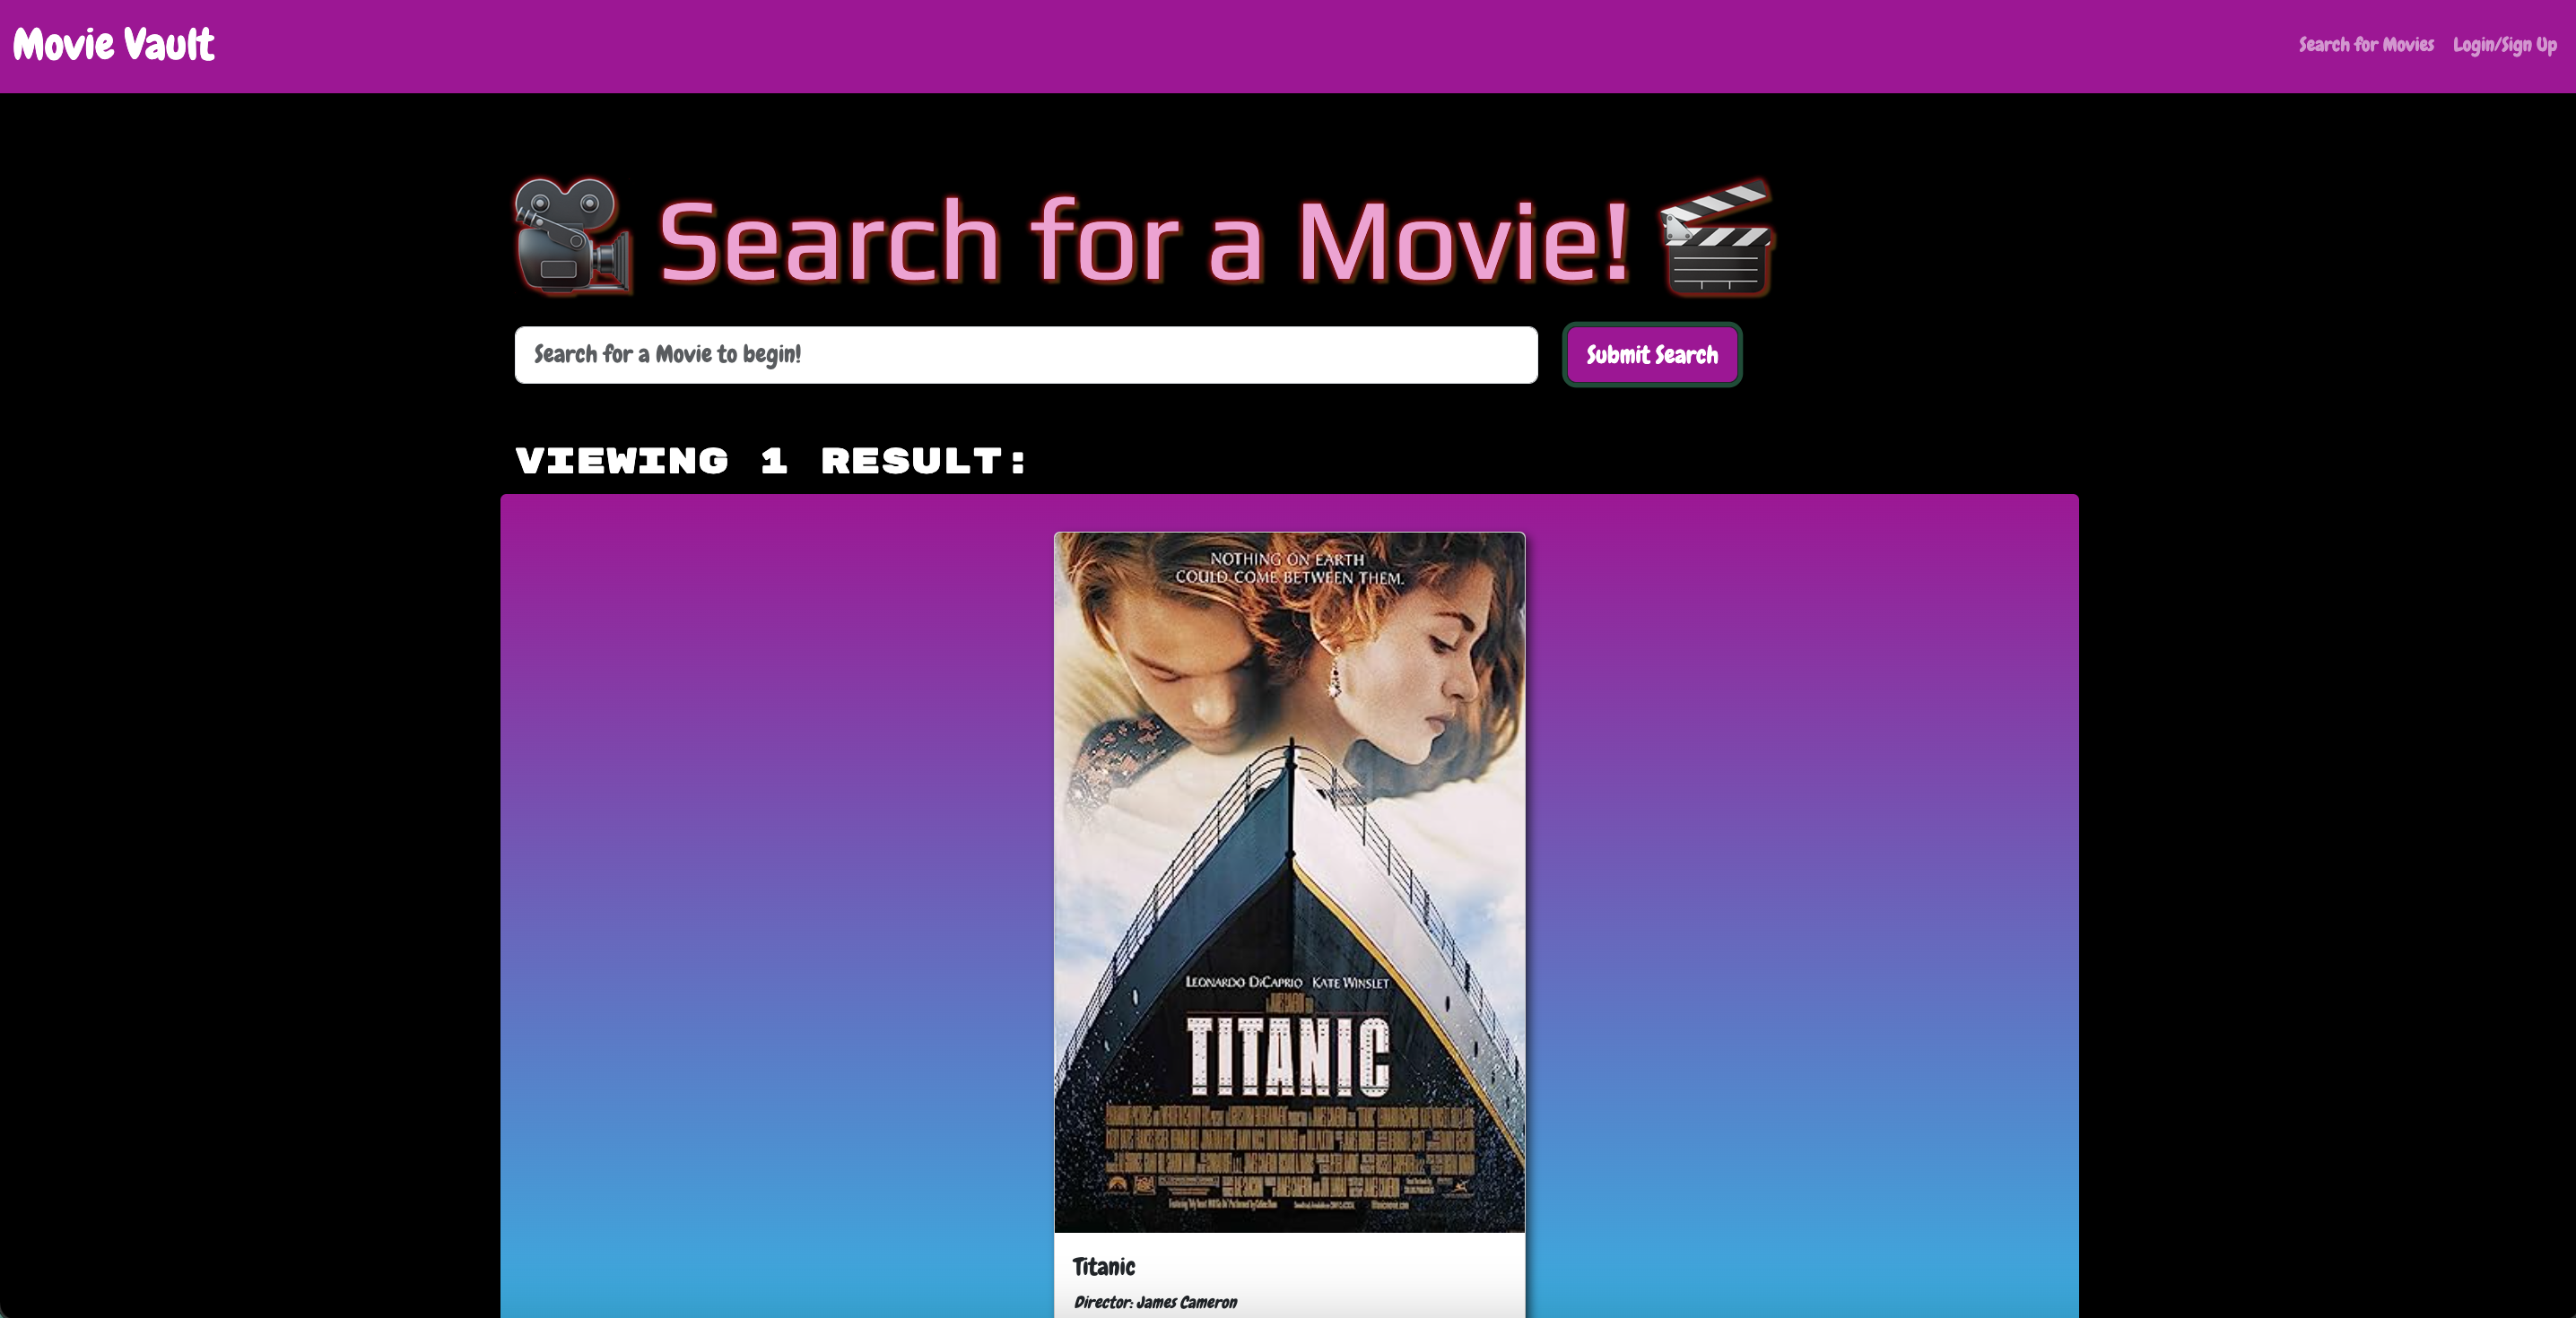 Movie Vault
Search for Movies Login/Sign Up
Search for a Movie!
Search for a Movie to begin!
Submit Search
VIEWING 1 RESULT:
NOTHING ON EARTH
COULD COME BETWEEN THEM.
LEONARDO DICAPRIO KATE WINSLET
TITANIC
Titanic
Director: James Cameron